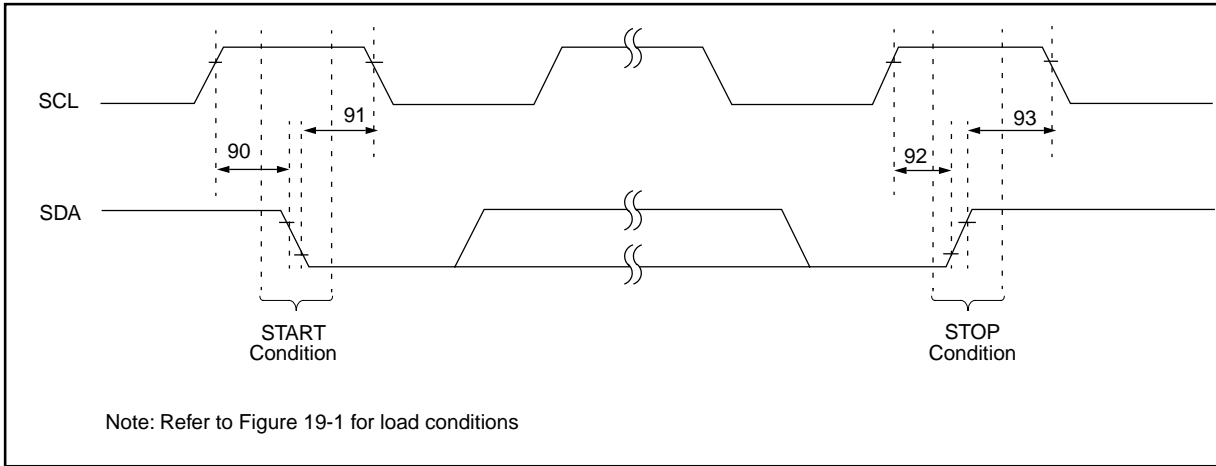 SCL
91
93
90
92
SDA
START
Condition
STOP
Condition
Note: Refer to Figure 19-1 for load conditions